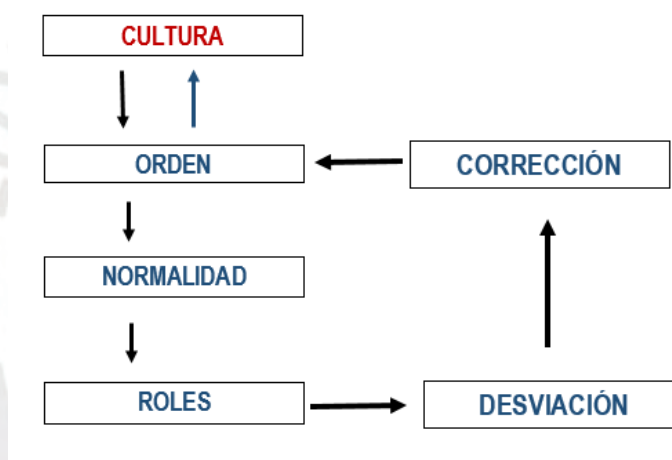 CULTURA
ORDEN
CORRECCIÓN
NORMALIDAD
ROLES
DESVIACIÓN